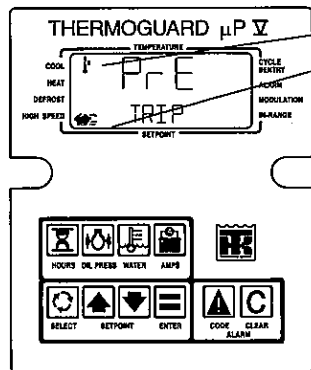 THERMOGUARD µP V
TEMPERATURE
COOL
HEAT
DEFROST
HIGH SPEED
PrE
TRIP
CYCLE
SENTRY
ALARM
MODULATION
IN-RANGE
SETPOINT
HOURS OIL PRESS WATER AMPS
SELECT SETPOINT ENTER
CODE CLEAR
ALARM
C